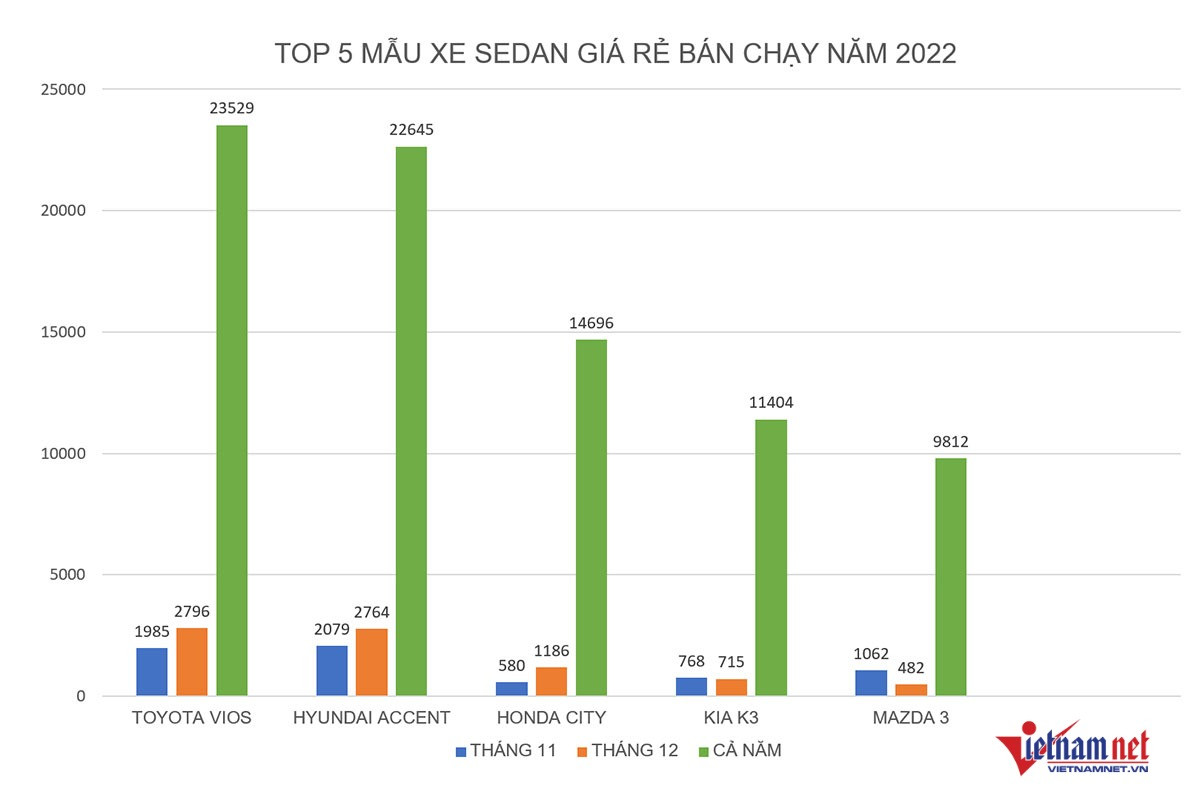 TOP 5 MẪU XE SEDAN GIÁ RẺ BÁN CHẠY NĂM 2022
25000
20000
15000
10000
5000
0
1985 2796 23529
2079 2764 22645
580 1186 14696
768 715 11404
1062 482 9812
TOYOTA VIOS HYUNDAI ACCENT HONDA CITY KIA K3 MAZDA 3
THÁNG 11 THÁNG 12 CẢ NĂM
Vietnamnet
VIETNAMNET.VN